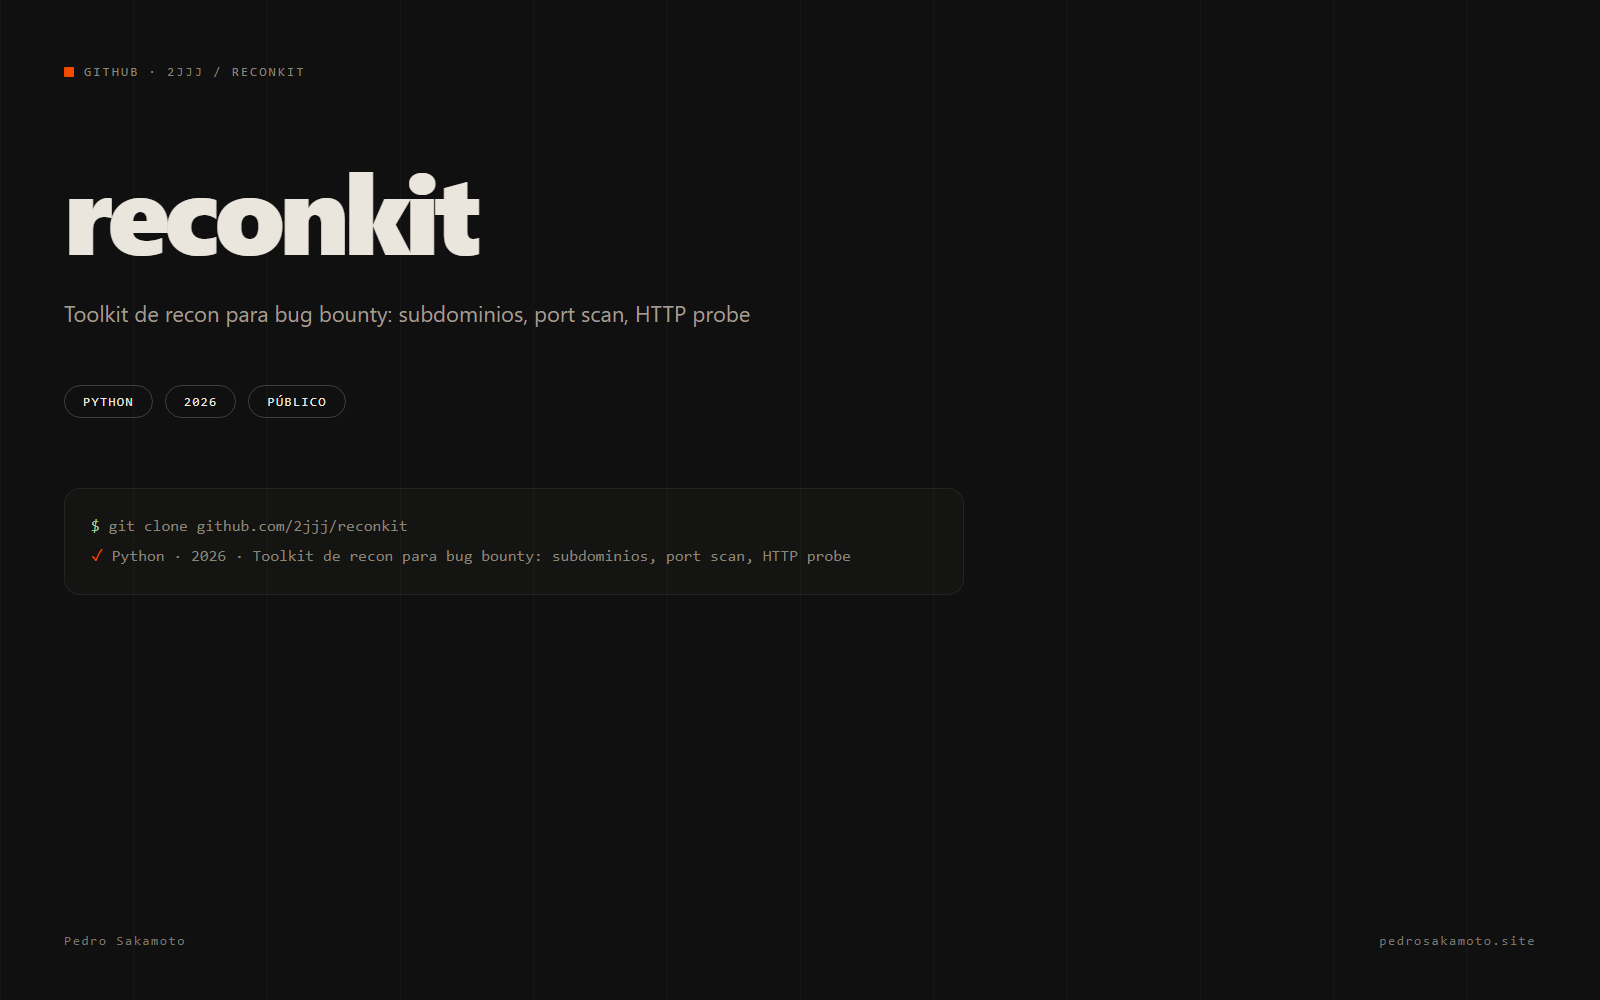 GITHUB · 2JJJ / RECONKIT
reconkit
Toolkit de recon para bug bounty: subdominios, port scan, HTTP probe
PYTHON
2026
PÚBLICO
$ git clone github.com/2jjj/reconkit
✓ Python · 2026 · Toolkit de recon para bug bounty: subdominios, port scan, HTTP probe
Pedro Sakamoto
pedrosakamoto.site